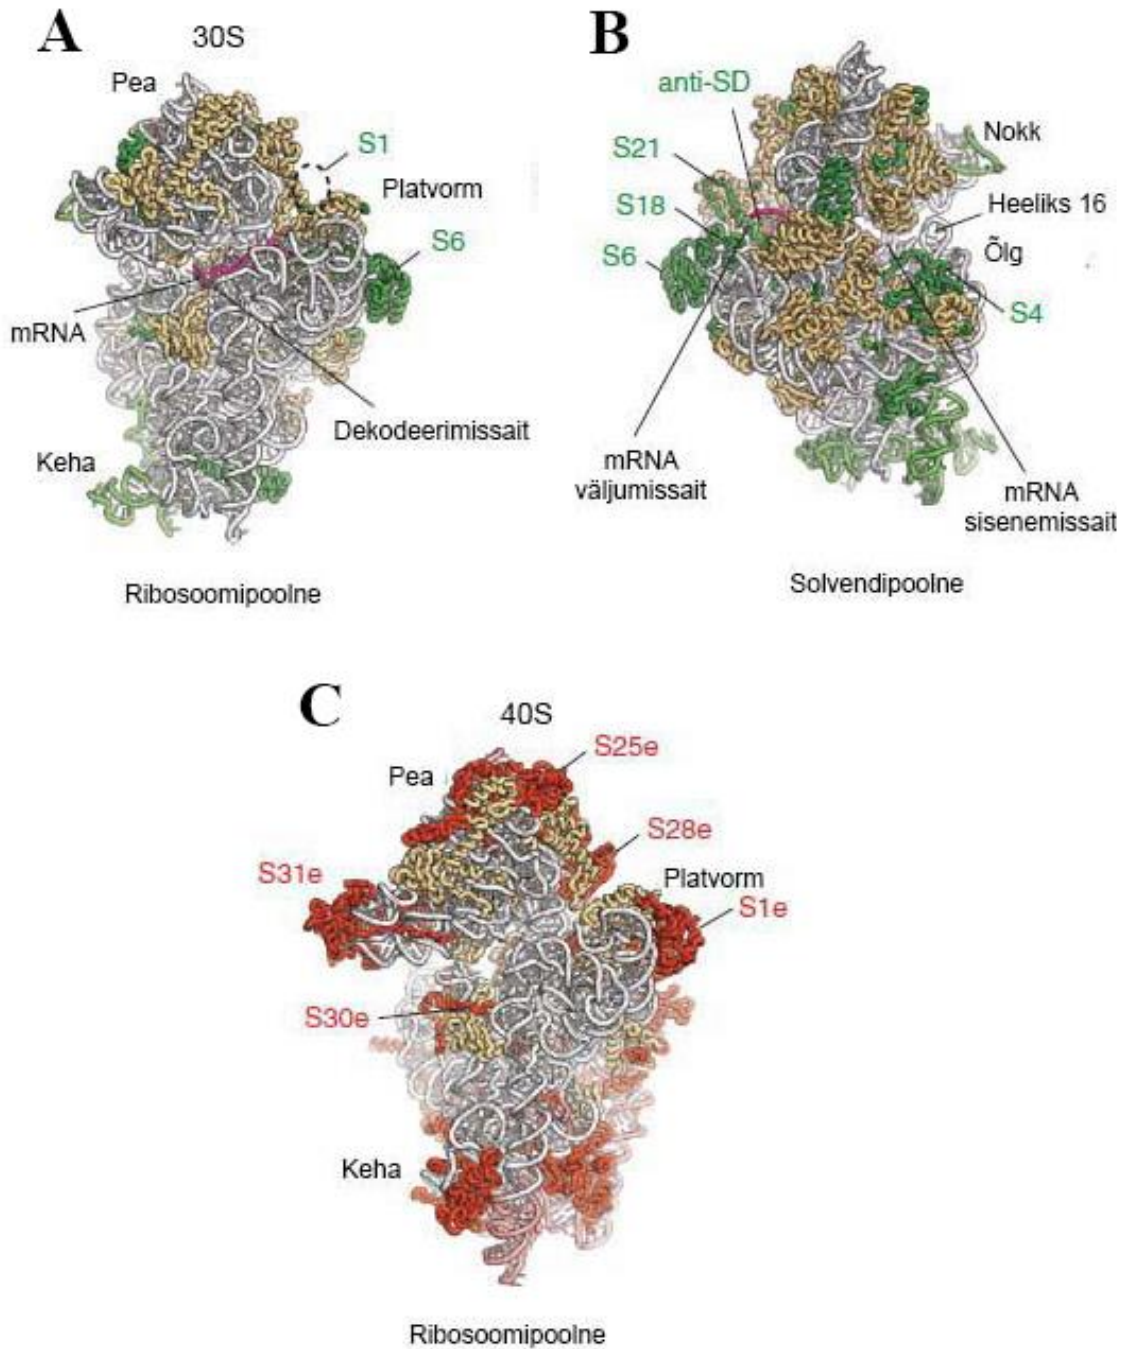 A
30S
Pea
S1
Platvorm
S6
mRNA
Dekodeerimissait
Keha
Ribosoomipoolne
B
anti-SD
S21
S18
S6
Nokk
Heeliks 16
Õlg
S4
mRNA
väljumissait
mRNA
sisenemissait
Solvendipoolne
C
40S
Pea
S25e
S28e
S31e
Platvorm
S1e
S30e
Keha
Ribosoomipoolne